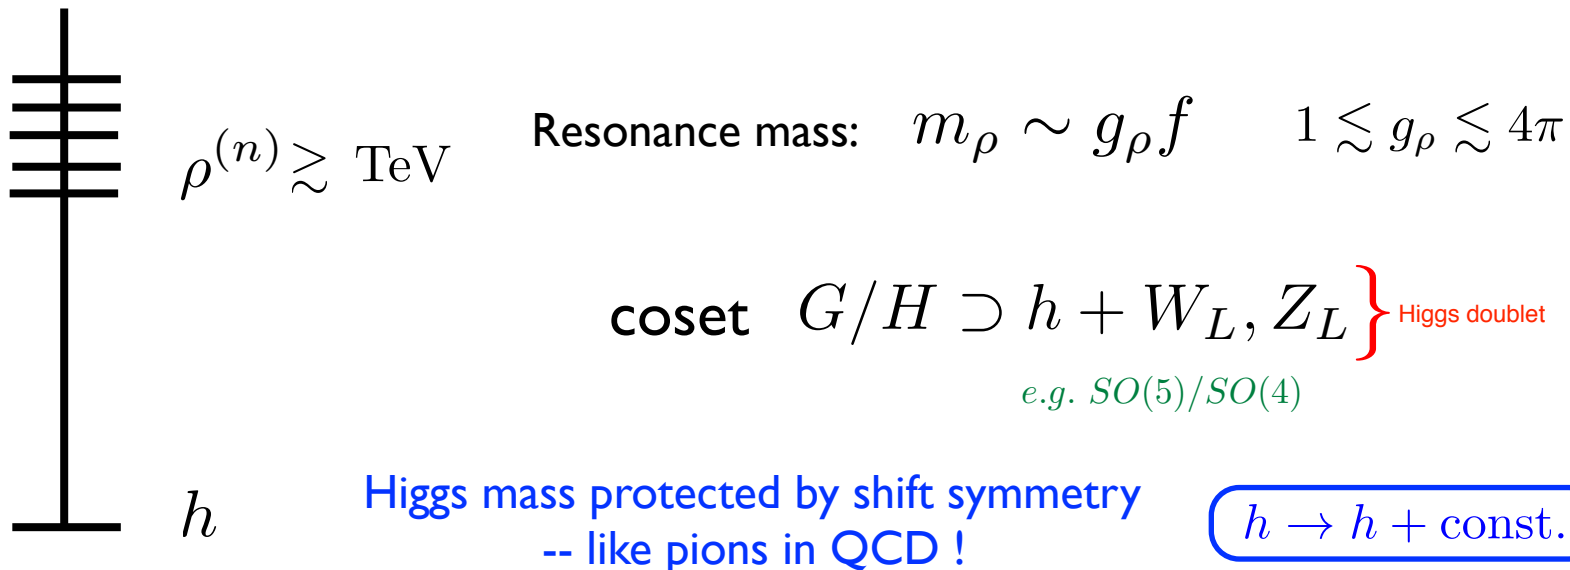 ρ^{(n)} ≳ TeV
Resonance mass: m_ρ ∼ g_ρ f 1 ≲ g_ρ ≲ 4π
coset G/H ⊃ h + W_L, Z_L } Higgs doublet
e.g. SO(5)/SO(4)
h
Higgs mass protected by shift symmetry
-- like pions in QCD !
h → h + const.